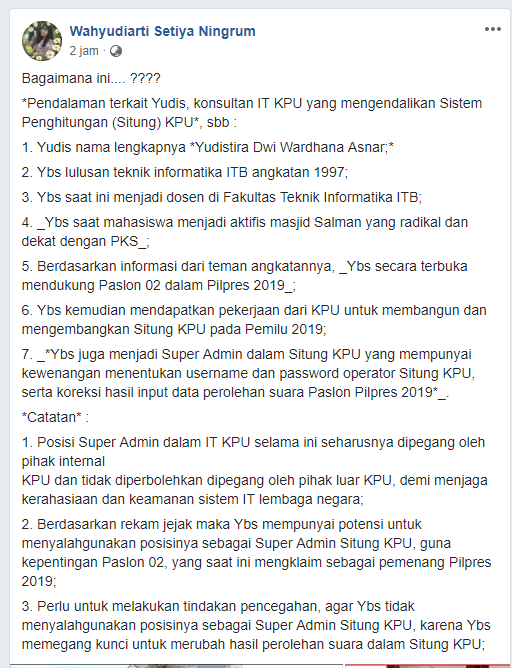 Wahyudiarti Setiya Ningrum
2 jam ·
Bagaimana ini.... ????
*Pendalaman terkait Yudis, konsultan IT KPU yang mengendalikan Sistem
Penghitungan (Situng) KPU*, sbb :
1. Yudis nama lengkapnya *Yudistira Dwi Wardhana Asnar;*
2. Ybs lulusan teknik informatika ITB angkatan 1997;
3. Ybs saat ini menjadi dosen di Fakultas Teknik Informatika ITB;
4. _Ybs saat mahasiswa menjadi aktifis masjid Salman yang radikal dan
dekat dengan PKS_;
5. Berdasarkan informasi dari teman angkatannya, _Ybs secara terbuka
mendukung Paslon 02 dalam Pilpres 2019_;
6. Ybs kemudian mendapatkan pekerjaan dari KPU untuk membangun dan
mengembangkan Situng KPU pada Pemilu 2019;
7. _*Ybs juga menjadi Super Admin dalam Situng KPU yang mempunyai
kewenangan menentukan username dan password operator Situng KPU,
serta koreksi hasil input data perolehan suara Paslon Pilpres 2019*_.
*Catatan* :
1. Posisi Super Admin dalam IT KPU selama ini seharusnya dipegang oleh
pihak internal
KPU dan tidak diperbolehkan dipegang oleh pihak luar KPU, demi menjaga
kerahasiaan dan keamanan sistem IT lembaga negara;
2. Berdasarkan rekam jejak maka Ybs mempunyai potensi untuk
menyalahgunakan posisinya sebagai Super Admin Situng KPU, guna
kepentingan Paslon 02, yang saat ini mengklaim sebagai pemenang Pilpres
2019;
3. Perlu untuk melakukan tindakan pencegahan, agar Ybs tidak
menyalahgunakan posisinya sebagai Super Admin Situng KPU, karena Ybs
memegang kunci untuk merubah hasil perolehan suara dalam Situng KPU;